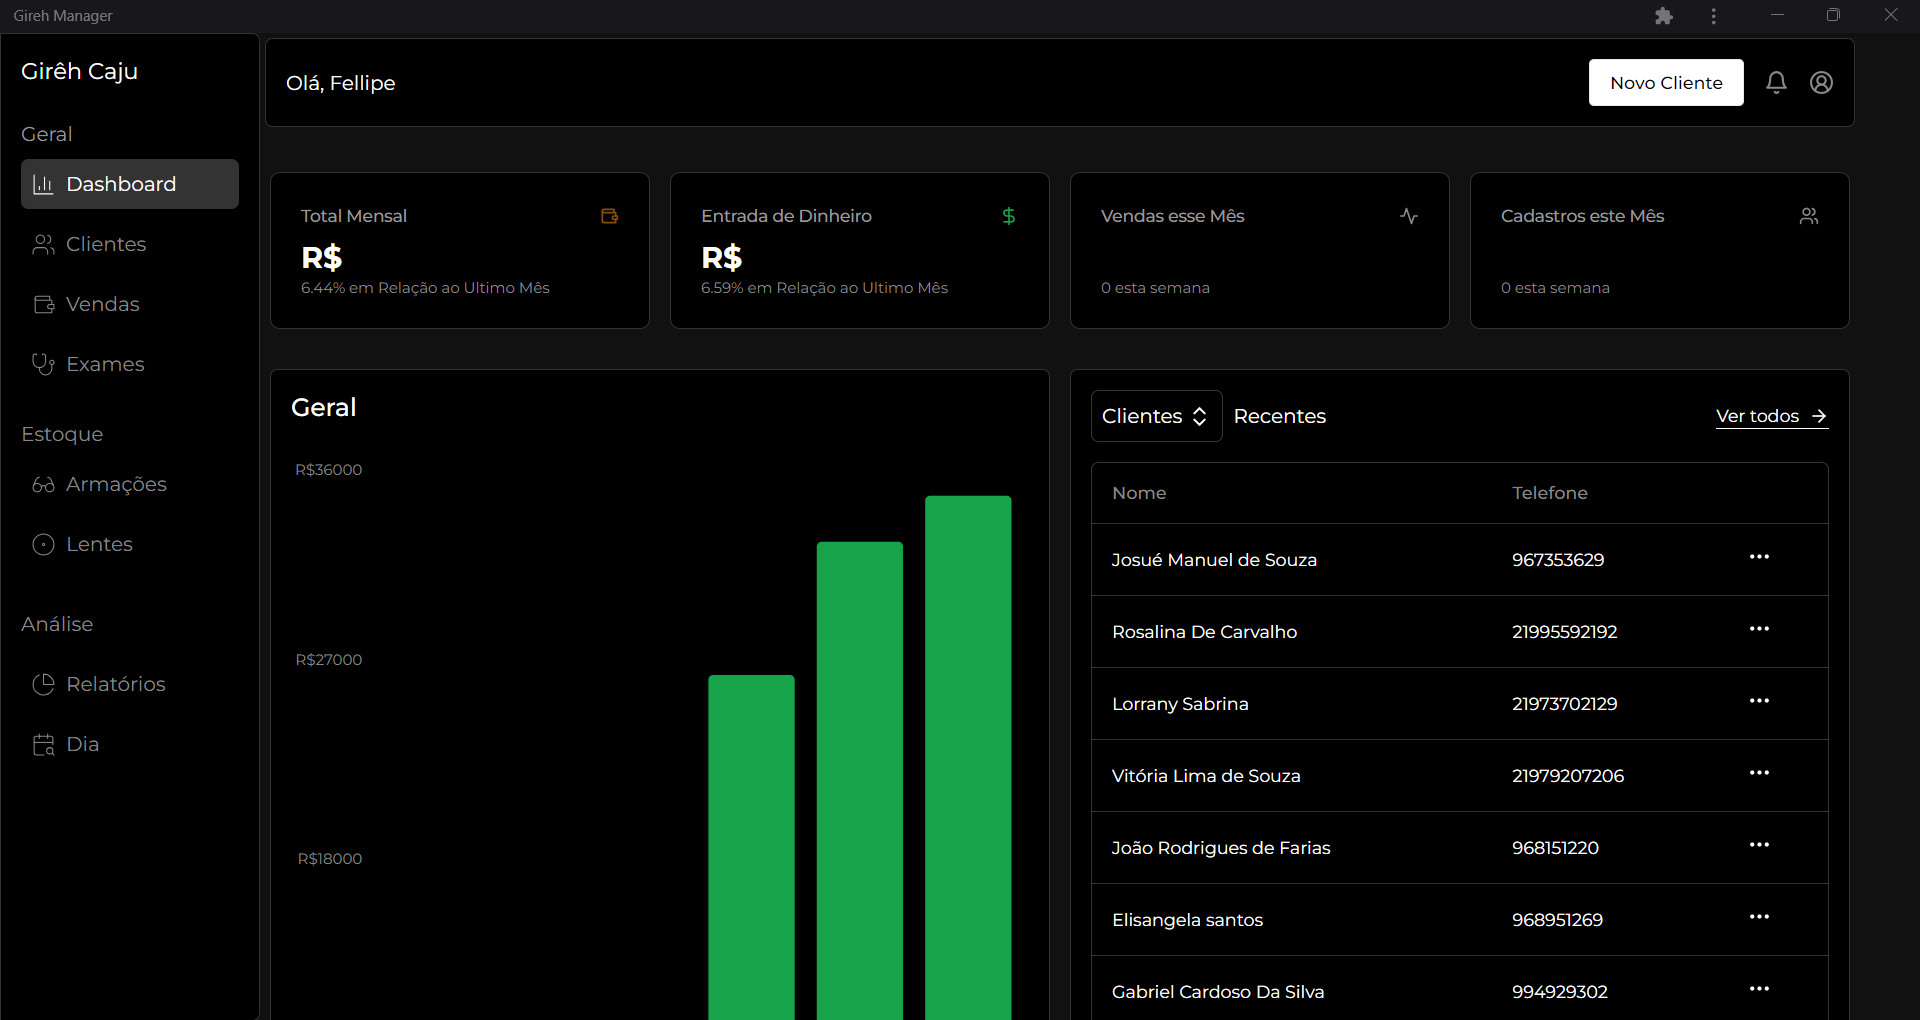 Gireh Manager
Girêh Caju
Geral
Dashboard
Clientes
Vendas
Exames
Estoque
Armações
Lentes
Análise
Relatórios
Dia
Olá, Fellipe
Novo Cliente
Total Mensal
R$
6.44% em Relação ao Ultimo Mês
Entrada de Dinheiro
R$
6.59% em Relação ao Ultimo Mês
Vendas esse Mês
0 esta semana
Cadastros este Mês
0 esta semana
Geral
R$36000
R$27000
R$18000
Clientes Recentes
Ver todos
Nome Telefone
Josué Manuel de Souza 967353629
Rosalina De Carvalho 21995592192
Lorrany Sabrina 21973702129
Vitória Lima de Souza 21979207206
João Rodrigues de Farias 968151220
Elisangela santos 968951269
Gabriel Cardoso Da Silva 994929302